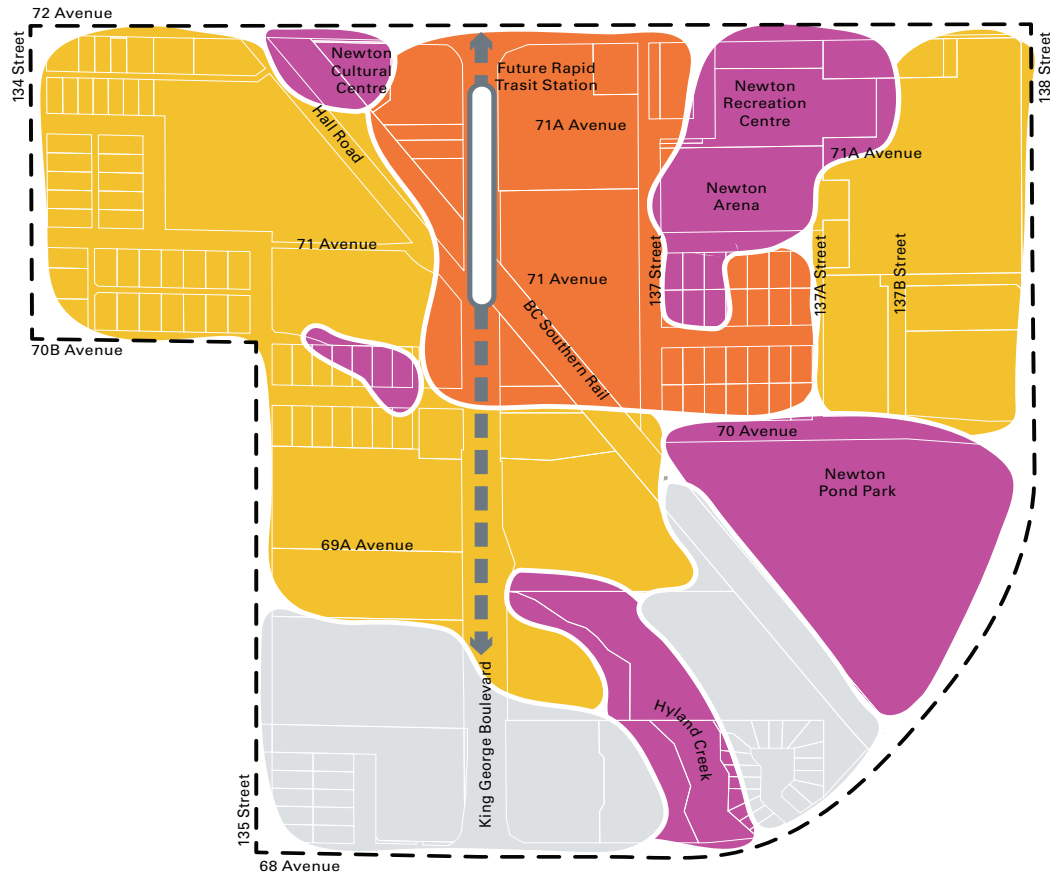 72 Avenue
134 Street
138 Street
Newton
Cultural
Centre
Future Rapid
Trasit Station
Newton
Recreation
Centre
Hall Road
71A Avenue
71A Avenue
Newton
Arena
71 Avenue
71 Avenue
137 Street
137A Street
137B Street
BC Southern Rail
70B Avenue
70 Avenue
Newton
Pond Park
69A Avenue
King George Boulevard
Hyland Creek
135 Street
68 Avenue